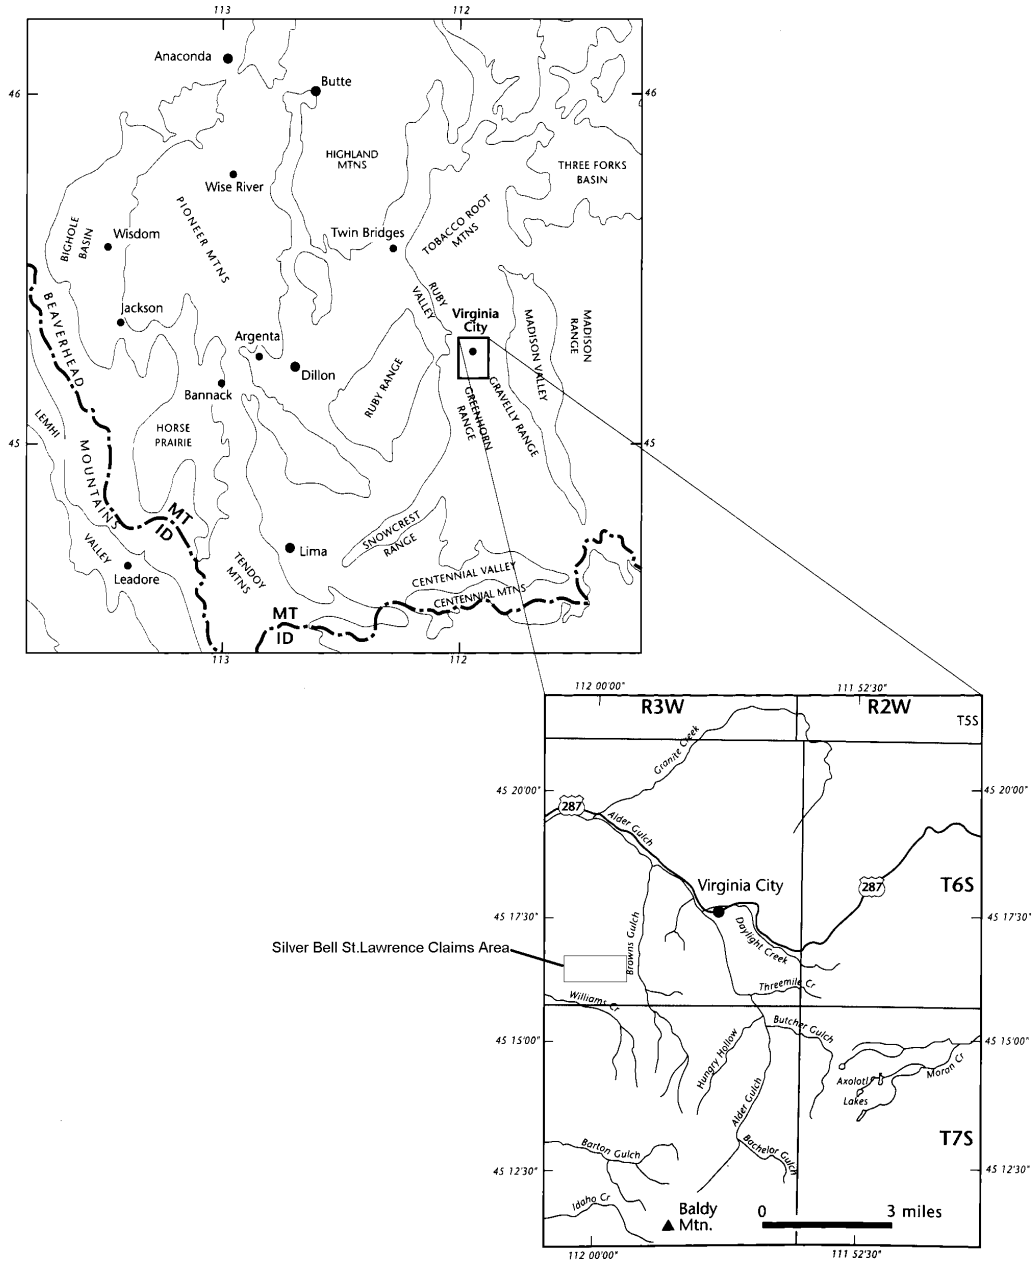 113
112
Anaconda
Butte
46
46
HIGHLAND
MTNS
THREE FORKS
BASIN
Wise River
PIONEER MTNS
BIGHOLE
BASIN
Wisdom
Twin Bridges
TOBACCO ROOT
MTNS
RUBY
VALLEY
Jackson
Virginia
City
BEAVERHEAD
MOUNTAINS
Argenta
Dillon
Bannack
MADISON VALLEY
MADISON
RANGE
RUBY RANGE
GREENHORN
RANGE
GRAVELLY RANGE
LEMHI
VALLEY
HORSE
PRAIRIE
45
45
MT
ID
SNOWCREST
RANGE
Lima
Leadore
TENDOY
MTNS
CENTENNIAL VALLEY
CENTENNIAL MTNS
MT
ID
113
112
112 00'00"
111 52'30"
R3W
R2W
T5S
Granite Creek
45 20'00"
45 20'00"
287
Alder Gulch
Virginia City
287
T6S
45 17'30"
45 17'30"
Browns Gulch
Daylight Creek
Silver Bell St.Lawrence Claims Area
Threemile Cr
Williams Cr
Butcher Gulch
45 15'00"
45 15'00"
Hungry Hollow
Moran Cr
Axolotl
Lakes
Alder Gulch
T7S
Barton Gulch
Bachelor Gulch
45 12'30"
45 12'30"
Idaho Cr
Baldy
Mtn.
0
3 miles
112 00'00"
111 52'30"